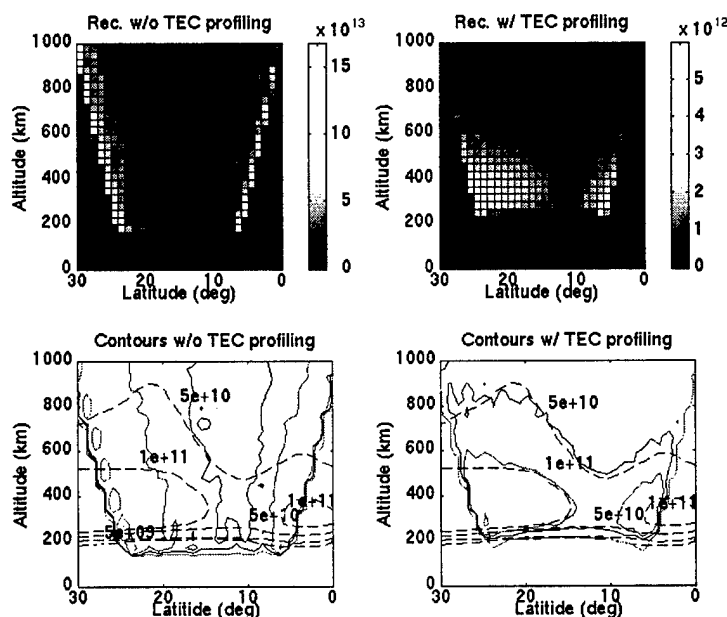 Rec. w/o TEC profiling
x 10^13
1000
800
600
400
200
0
Altitude (km)
30
20
10
0
Latitude (deg)
15
10
5
0
Rec. w/ TEC profiling
x 10^12
1000
800
600
400
200
0
Altitude (km)
30
20
10
0
Latitude (deg)
5
4
3
2
1
0
Contours w/o TEC profiling
1000
800
600
400
200
0
Altitude (km)
5e+10
1e+11
1e+11
5e+10
5e+09
30
20
10
0
Latitide (deg)
Contours w/ TEC profiling
1000
800
600
400
200
0
Altitude (km)
5e+10
1e+11
1e+11
5e+10
30
20
10
0
Latitide (deg)